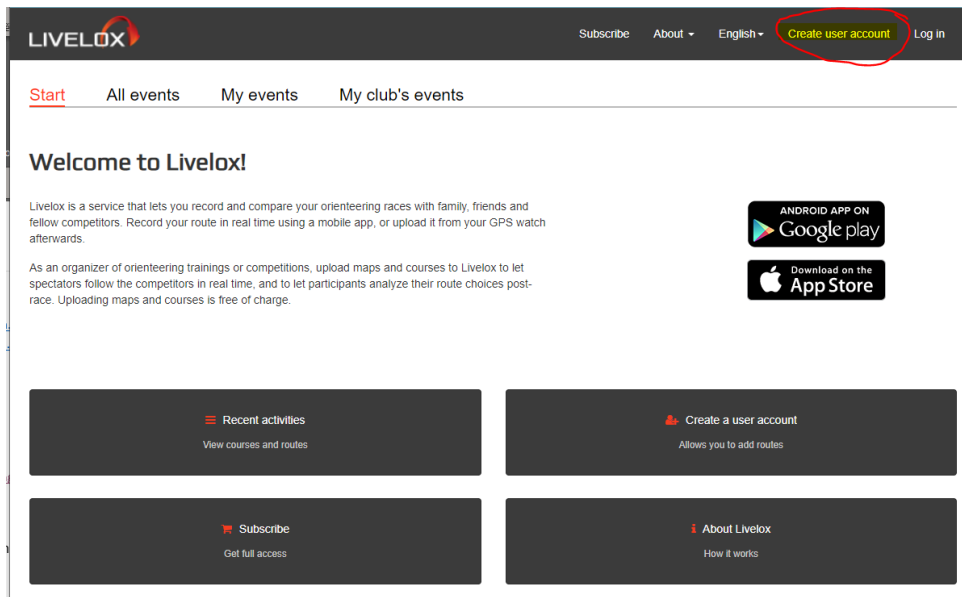 LIVELOX
Subscribe About English Create user account Log in
Start All events My events My club's events
Welcome to Livelox!
Livelox is a service that lets you record and compare your orienteering races with family, friends and
fellow competitors. Record your route in real time using a mobile app, or upload it from your GPS watch
afterwards.
As an organizer of orienteering trainings or competitions, upload maps and courses to Livelox to let
spectators follow the competitors in real time, and to let participants analyze their route choices post-
race. Uploading maps and courses is free of charge.
ANDROID APP ON
Google play
Download on the
App Store
Recent activities
View courses and routes
Create a user account
Allows you to add routes
Subscribe
Get full access
About Livelox
How it works